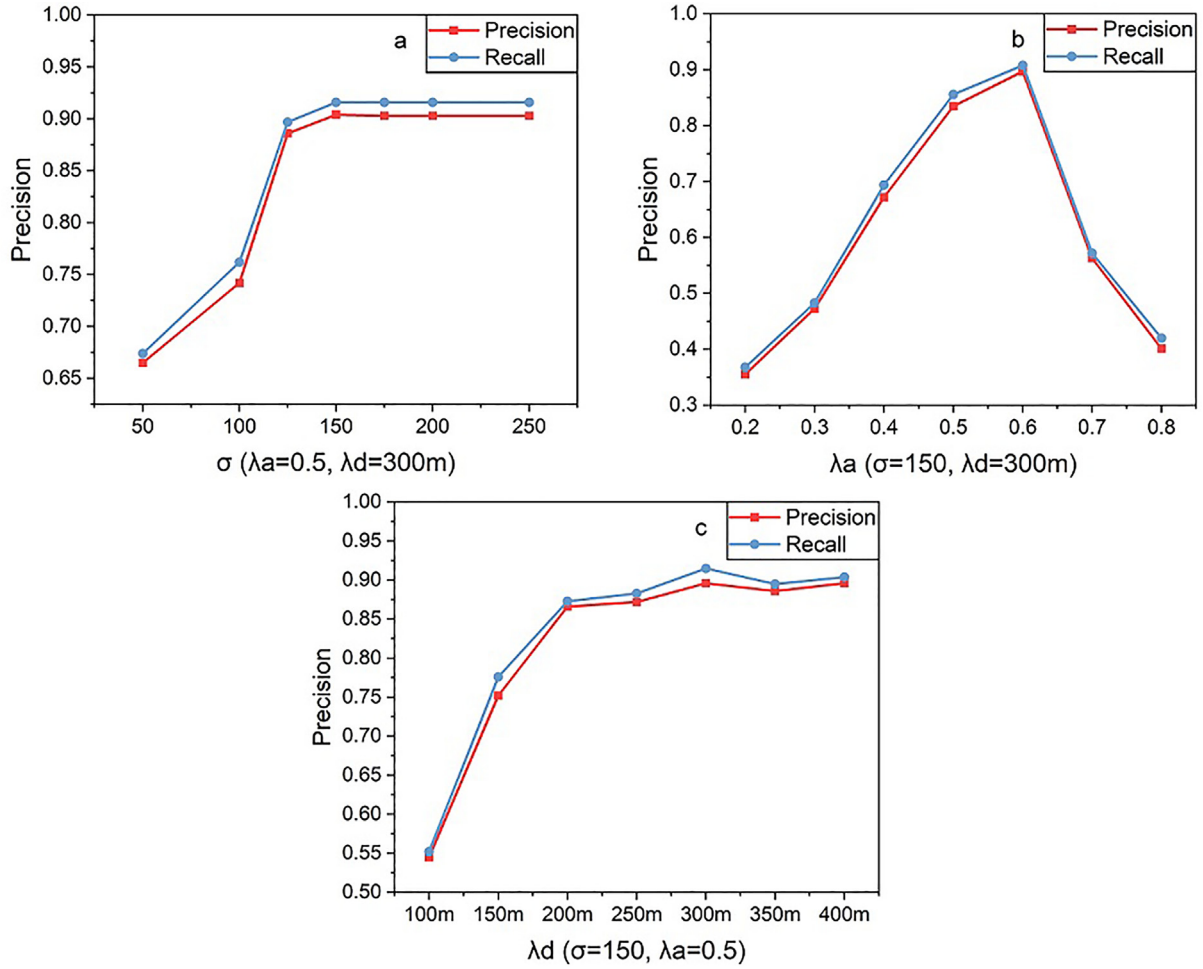 a
Precision
Recall
1.00
0.95
0.90
0.85
0.80
0.75
0.70
0.65
Precision
50 100 150 200 250
σ (λa=0.5, λd=300m)
b
Precision
Recall
1.0
0.9
0.8
0.7
0.6
0.5
0.4
0.3
Precision
0.2 0.3 0.4 0.5 0.6 0.7 0.8
λa (σ=150, λd=300m)
c
Precision
Recall
1.00
0.95
0.90
0.85
0.80
0.75
0.70
0.65
0.60
0.55
0.50
Precision
100m 150m 200m 250m 300m 350m 400m
λd (σ=150, λa=0.5)